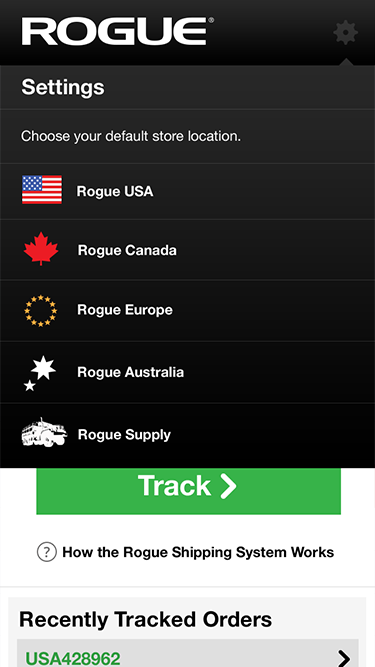 ROGUE®
Settings
Choose your default store location.
Rogue USA
Rogue Canada
Rogue Europe
Rogue Australia
Rogue Supply
Track
? How the Rogue Shipping System Works
Recently Tracked Orders
USA428962